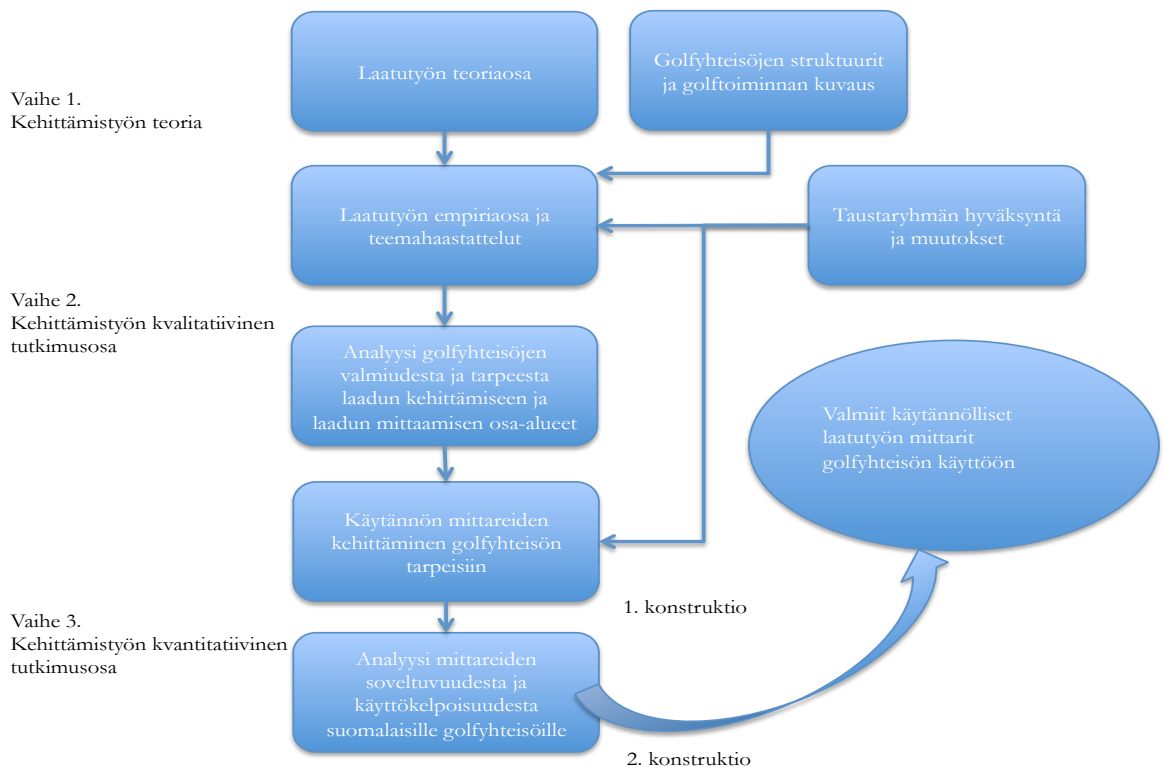 Laatutyön teoriaosa
Golfyhteisöjen struktuurit
ja golftoiminnan kuvaus
Vaihe 1.
Kehittämistyön teoria
Laatutyön empiriaosa ja
teemahaastattelut
Taustaryhmän hyväksyntä
ja muutokset
Vaihe 2.
Kehittämistyön kvalitatiivinen
tutkimusosa
Analyysi golfyhteisöjen
valmiudesta ja tarpeesta
laadun kehittämiseen ja
laadun mittaamisen osa-alueet
Valmiit käytännölliset
laatutyön mittarit
golfyhteisön käyttöön
Käytännön mittareiden
kehittäminen golfyhteisön
tarpeisiin
1. konstruktio
Vaihe 3.
Kehittämistyön kvantitatiivinen
tutkimusosa
Analyysi mittareiden
soveltuvuudesta ja
käyttökelpoisuudesta
suomalaisille golfyhteisöille
2. konstruktio